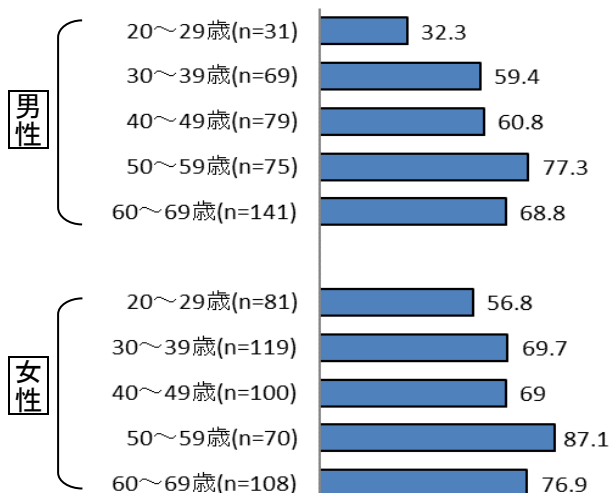 男性
20～29歳(n=31) 32.3
30～39歳(n=69) 59.4
40～49歳(n=79) 60.8
50～59歳(n=75) 77.3
60～69歳(n=141) 68.8
女性
20～29歳(n=81) 56.8
30～39歳(n=119) 69.7
40～49歳(n=100) 69
50～59歳(n=70) 87.1
60～69歳(n=108) 76.9